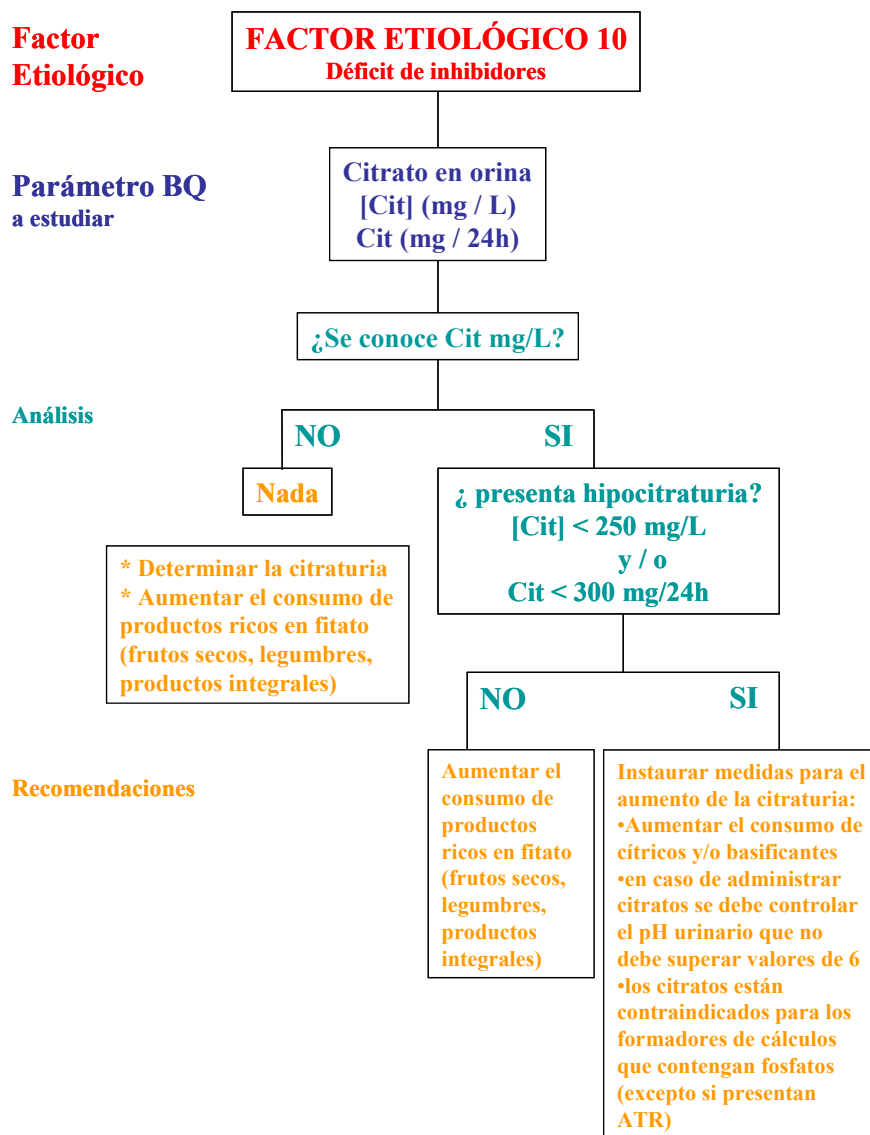 Factor
Etiológico
FACTOR ETIOLÓGICO 10
Déficit de inhibidores
Parámetro BQ
a estudiar
Citrato en orina
[Cit] (mg / L)
Cit (mg / 24h)
¿Se conoce Cit mg/L?
Análisis
NO
SI
Nada
* Determinar la citraturia
* Aumentar el consumo de
productos ricos en fitato
(frutos secos, legumbres,
productos integrales)
¿ presenta hipocitraturia?
[Cit] < 250 mg/L
y / o
Cit < 300 mg/24h
NO
SI
Recomendaciones
Aumentar el
consumo de
productos
ricos en fitato
(frutos secos,
legumbres,
productos
integrales)
Instaurar medidas para el
aumento de la citraturia:
•Aumentar el consumo de
cítricos y/o basificantes
•en caso de administrar
citratos se debe controlar
el pH urinario que no
debe superar valores de 6
•los citratos están
contraindicados para los
formadores de cálculos
que contengan fosfatos
(excepto si presentan
ATR)